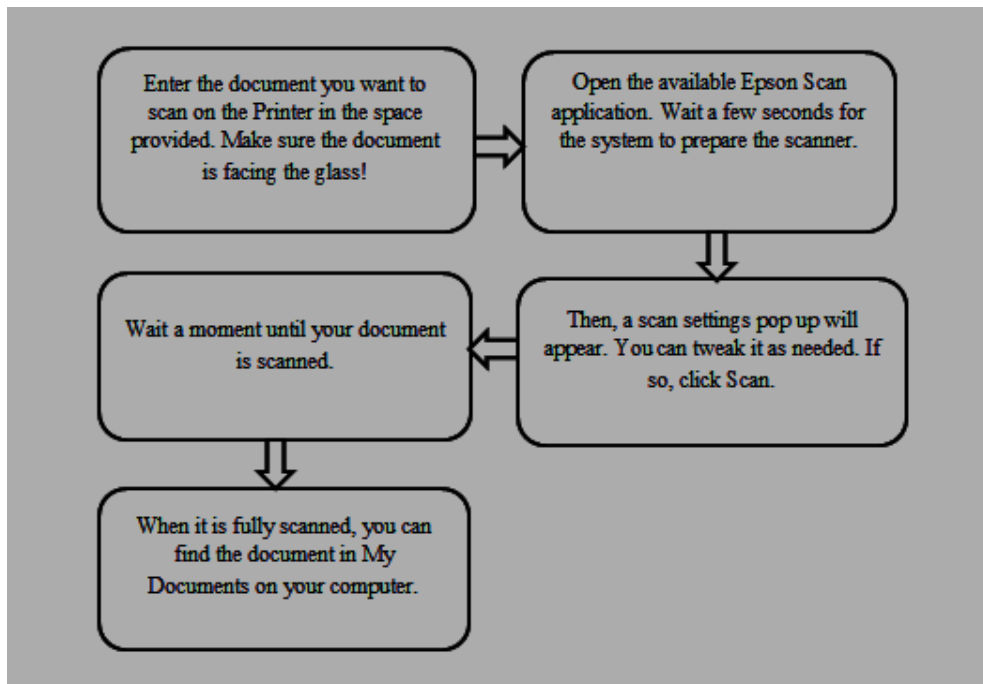 Enter the document you want to
scan on the Printer in the space
provided. Make sure the document
is facing the glass!
Open the available Epson Scan
application. Wait a few seconds for
the system to prepare the scanner.
Then, a scan settings pop up will
appear. You can tweak it as needed. If
so, click Scan.
Wait a moment until your document
is scanned.
When it is fully scanned, you can
find the document in My
Documents on your computer.